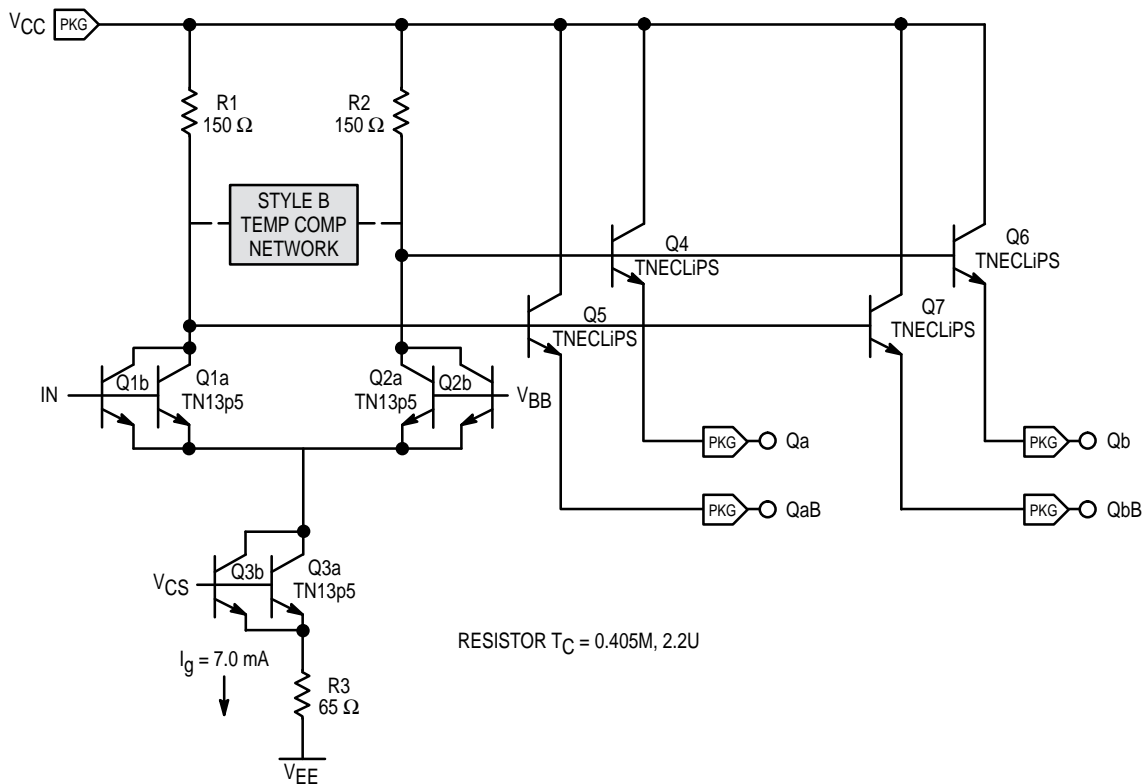 VCC PKG
R1
150 Ω
R2
150 Ω
STYLE B
TEMP COMP
NETWORK
Q4
TNECLiPS
Q6
TNECLiPS
Q5
TNECLiPS
Q7
TNECLiPS
IN
Q1b
Q1a
TN13p5
Q2a
TN13p5
Q2b
VBB
PKG Qa
PKG Qb
PKG QaB
PKG QbB
VCS
Q3b
Q3a
TN13p5
RESISTOR TC = 0.405M, 2.2U
Ig = 7.0 mA
R3
65 Ω
VEE